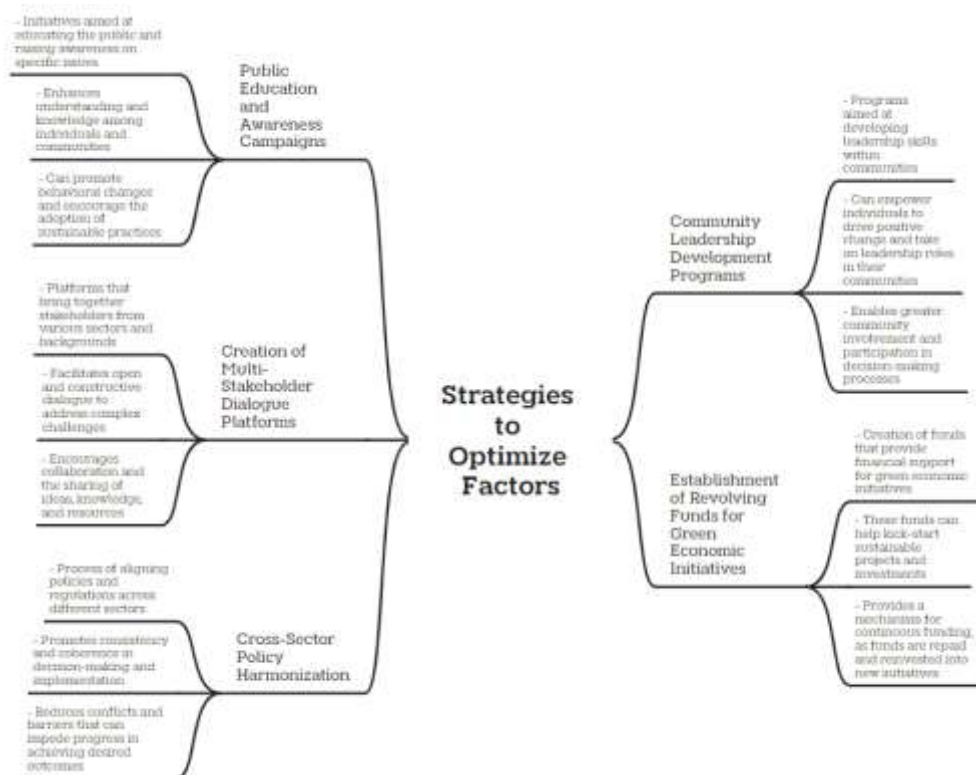 - Initiatives aimed at
educating the public and
raising awareness on
specific issues
- Enhances
understanding and
knowledge among
individuals and
communities
- Can promote
behavioral changes
and encourage the
adoption of
sustainable practices
Public
Education
and
Awareness
Campaigns
- Platforms that
bring together
stakeholders from
various sectors and
backgrounds
- Facilitates open
and constructive
dialogue to
address complex
challenges
- Encourages
collaboration and
the sharing of
ideas, knowledge,
and resources
Creation of
Multi-
Stakeholder
Dialogue
Platforms
- Process of aligning
policies and
regulations across
different sectors
- Promotes consistency
and coherence in
decision-making and
implementation
- Reduces conflicts and
barriers that can
impede progress in
achieving desired
outcomes
Cross-Sector
Policy
Harmonization
Strategies
to
Optimize
Factors
Community
Leadership
Development
Programs
- Programs
aimed at
developing
leadership skills
within
communities
- Can empower
individuals to
drive positive
change and take
on leadership roles
in their
communities
- Enables greater
community
involvement and
participation in
decision-making
processes
Establishment
of Revolving
Funds for
Green
Economic
Initiatives
- Creation of funds
that provide
financial support
for green economic
initiatives
- These funds can
help kick-start
sustainable
projects and
investments
- Provides a
mechanism for
continuous funding,
as funds are repaid
and reinvested into
new initiatives